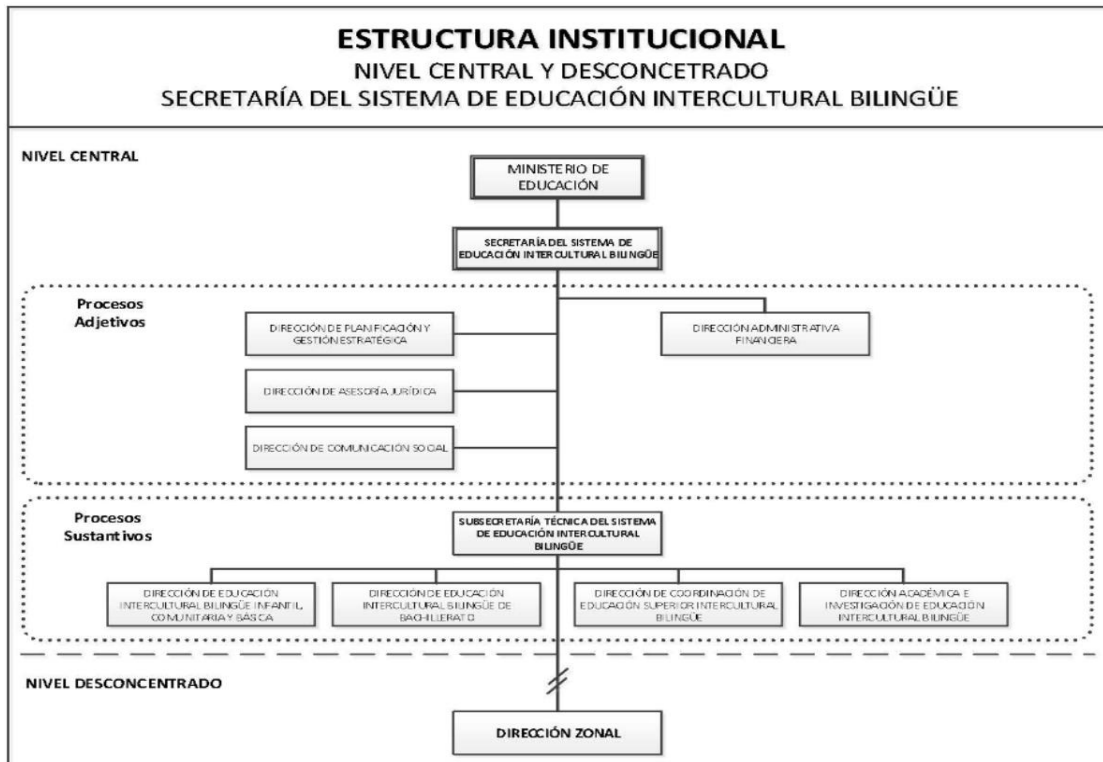 ESTRUCTURA INSTITUCIONAL
NIVEL CENTRAL Y DESCONCETRADO
SECRETARÍA DEL SISTEMA DE EDUCACIÓN INTERCULTURAL BILINGÜE
NIVEL CENTRAL
MINISTERIO DE
EDUCACIÓN
SECRETARÍA DEL SISTEMA DE
EDUCACIÓN INTERCULTURAL BILINGÜE
Procesos
Adjetivos
DIRECCIÓN DE PLANIFICACIÓN Y
GESTIÓN ESTRATÉGICA
DIRECCIÓN ADMINISTRATIVA
FINANCIERA
DIRECCIÓN DE ASESORÍA JURÍDICA
DIRECCIÓN DE COMUNICACIÓN SOCIAL
Procesos
Sustantivos
SUBSECRETARÍA TÉCNICA DEL SISTEMA
DE EDUCACIÓN INTERCULTURAL
BILINGÜE
DIRECCIÓN DE EDUCACIÓN
INTERCULTURAL BILINGÜE INFANTIL,
COMUNITARIA Y BÁSICA
DIRECCIÓN DE EDUCACIÓN
INTERCULTURAL BILINGÜE DE
BACHILLERATO
DIRECCIÓN DE COORDINACIÓN DE
EDUCACIÓN SUPERIOR INTERCULTURAL
BILINGÜE
DIRECCIÓN ACADÉMICA E
INVESTIGACIÓN DE EDUCACIÓN
INTERCULTURAL BILINGÜE
NIVEL DESCONCENTRADO
DIRECCIÓN ZONAL